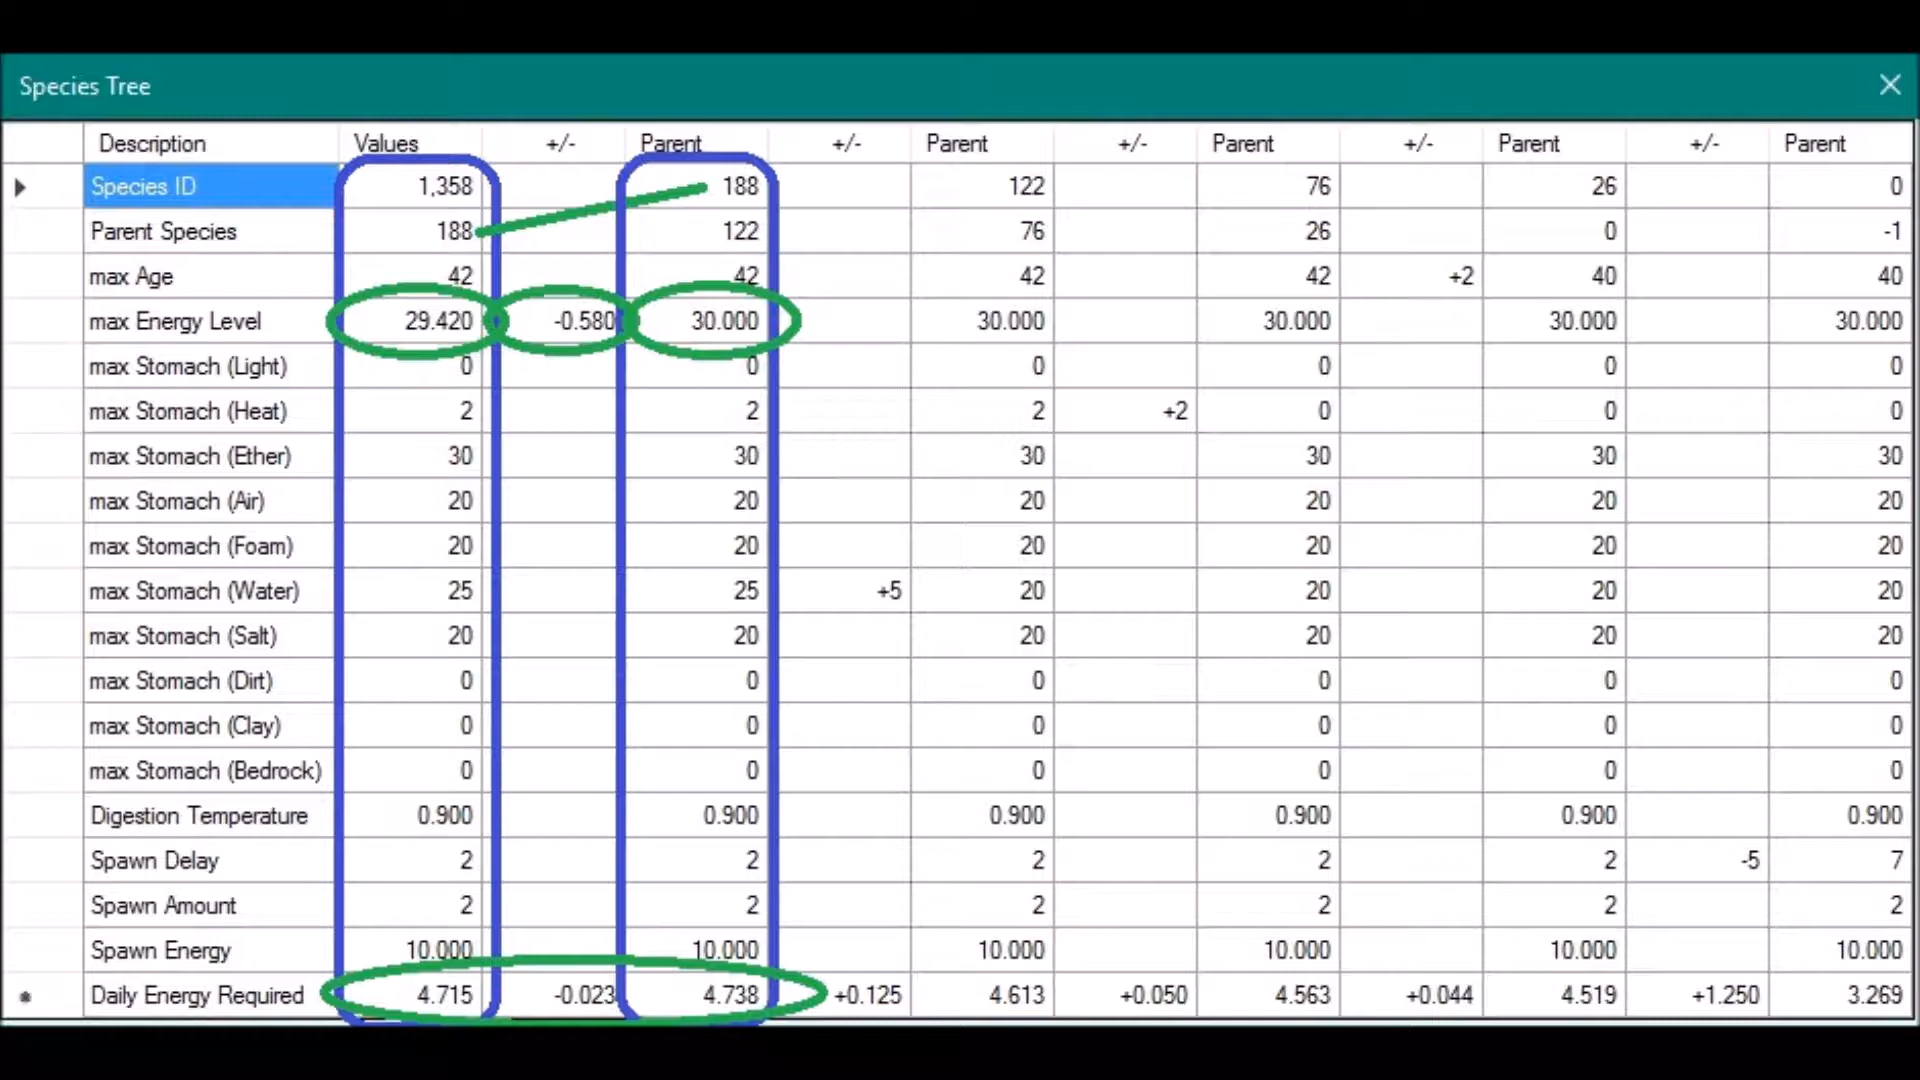 Species Tree
Description Values +/- Parent +/- Parent +/- Parent +/- Parent +/- Parent
Species ID 1,358 188 122 76 26 0
Parent Species 188 122 76 26 0 -1
max Age 42 42 42 42 +2 40 40
max Energy Level 29.420 -0.580 30.000 30.000 30.000 30.000 30.000
max Stomach (Light) 0 0 0 0 0 0
max Stomach (Heat) 2 2 2 +2 0 0 0
max Stomach (Ether) 30 30 30 30 30 30
max Stomach (Air) 20 20 20 20 20 20
max Stomach (Foam) 20 20 20 20 20 20
max Stomach (Water) 25 25 +5 20 20 20 20
max Stomach (Salt) 20 20 20 20 20 20
max Stomach (Dirt) 0 0 0 0 0 0
max Stomach (Clay) 0 0 0 0 0 0
max Stomach (Bedrock) 0 0 0 0 0 0
Digestion Temperature 0.900 0.900 0.900 0.900 0.900 0.900
Spawn Delay 2 2 2 2 2 -5 7
Spawn Amount 2 2 2 2 2 2
Spawn Energy 10.000 10.000 10.000 10.000 10.000 10.000
Daily Energy Required 4.715 -0.023 4.738 +0.125 4.613 +0.050 4.563 +0.044 4.519 +1.250 3.269